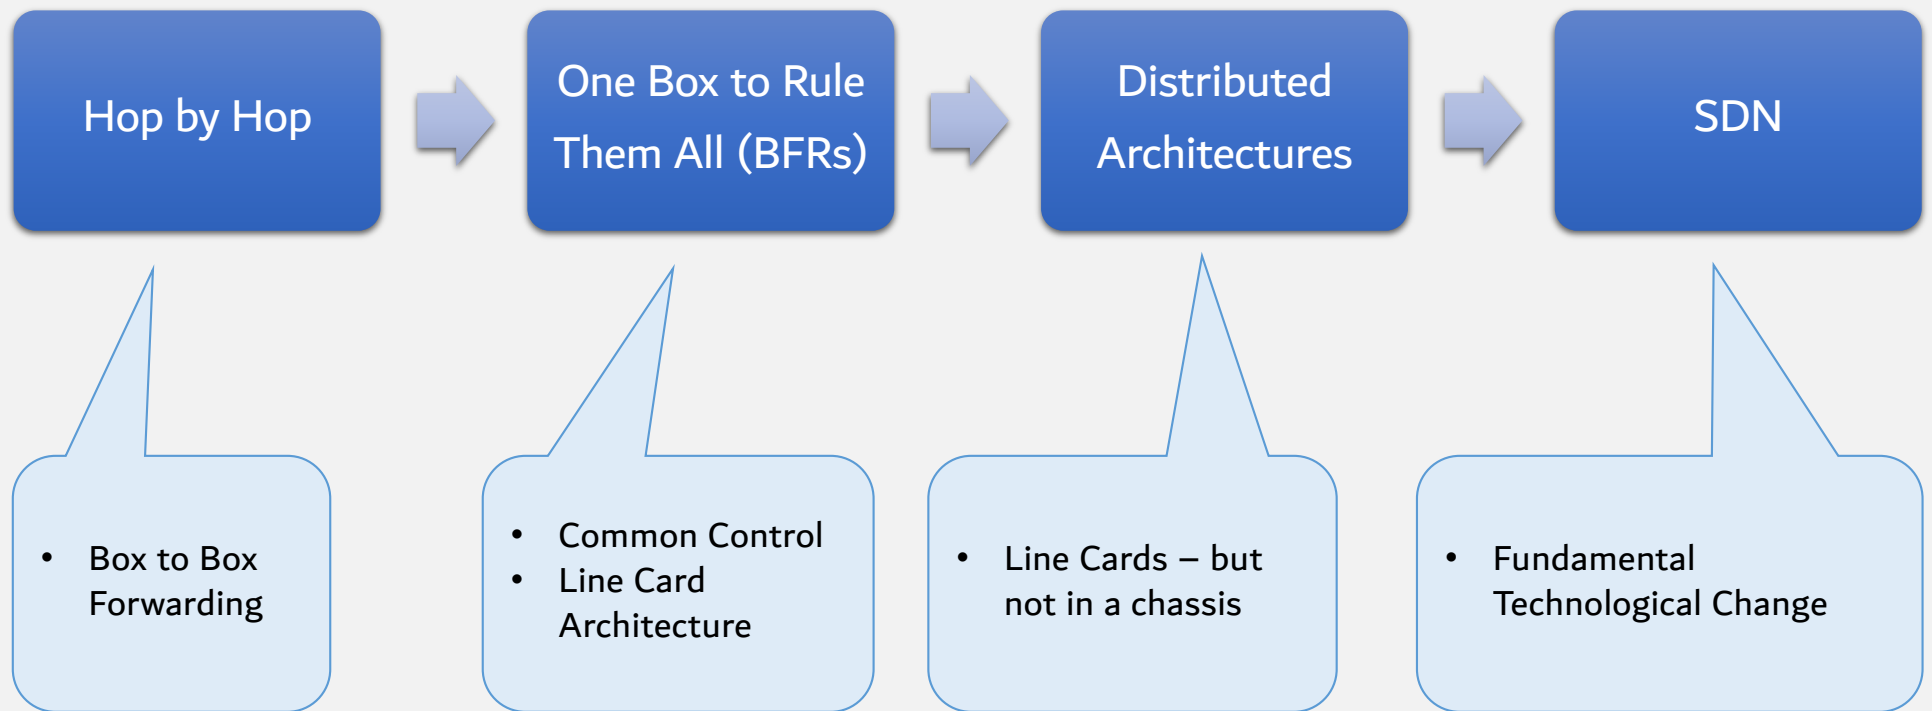 Hop by Hop
One Box to Rule
Them All (BFRs)
Distributed
Architectures
SDN
• Box to Box
Forwarding
• Common Control
• Line Card
Architecture
• Line Cards – but
not in a chassis
• Fundamental
Technological Change